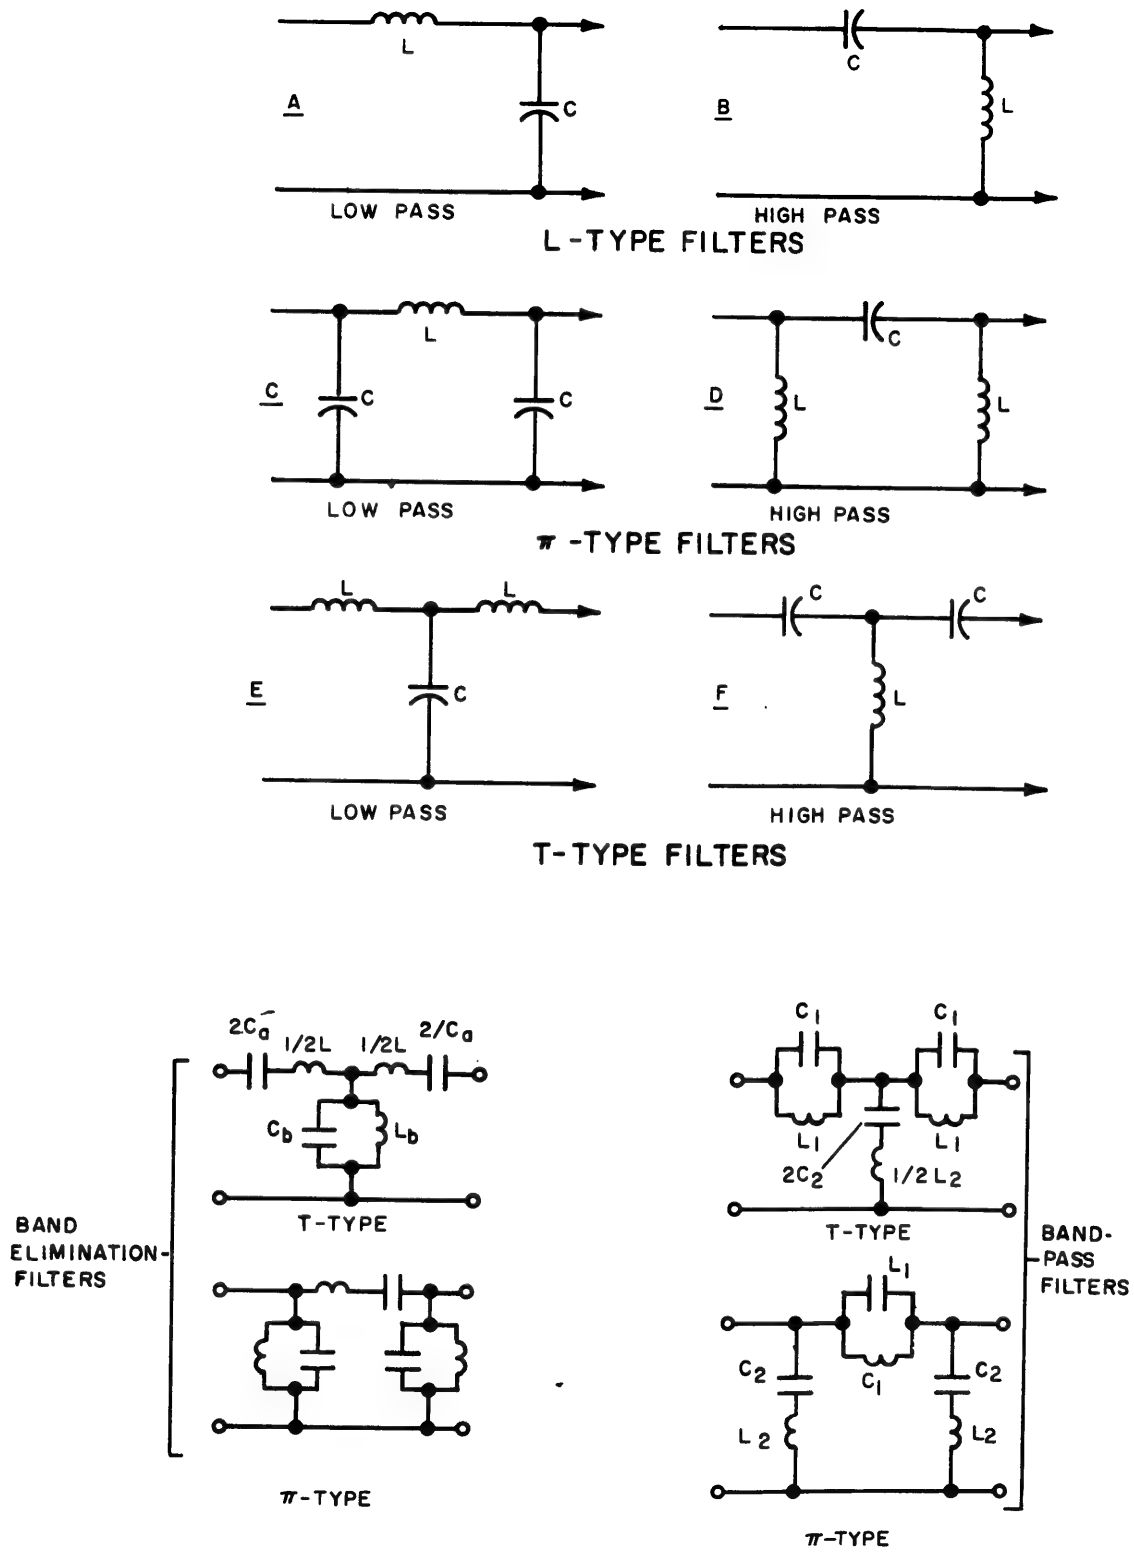 L
C
A
C
B
L
LOW PASS
HIGH PASS
L-TYPE FILTERS
L
C
C
C
C
D
L
L
LOW PASS
HIGH PASS
π-TYPE FILTERS
L
L
C
C
E
C
F
L
LOW PASS
HIGH PASS
T-TYPE FILTERS
2Ca
1/2L
1/2L
2/Ca
Cb
Lb
T-TYPE
BAND
ELIMINATION
FILTERS
π-TYPE
C1
C1
L1
L1
2C2
1/2L2
T-TYPE
BAND-
PASS
FILTERS
L1
C2
C1
C2
L2
L2
π-TYPE